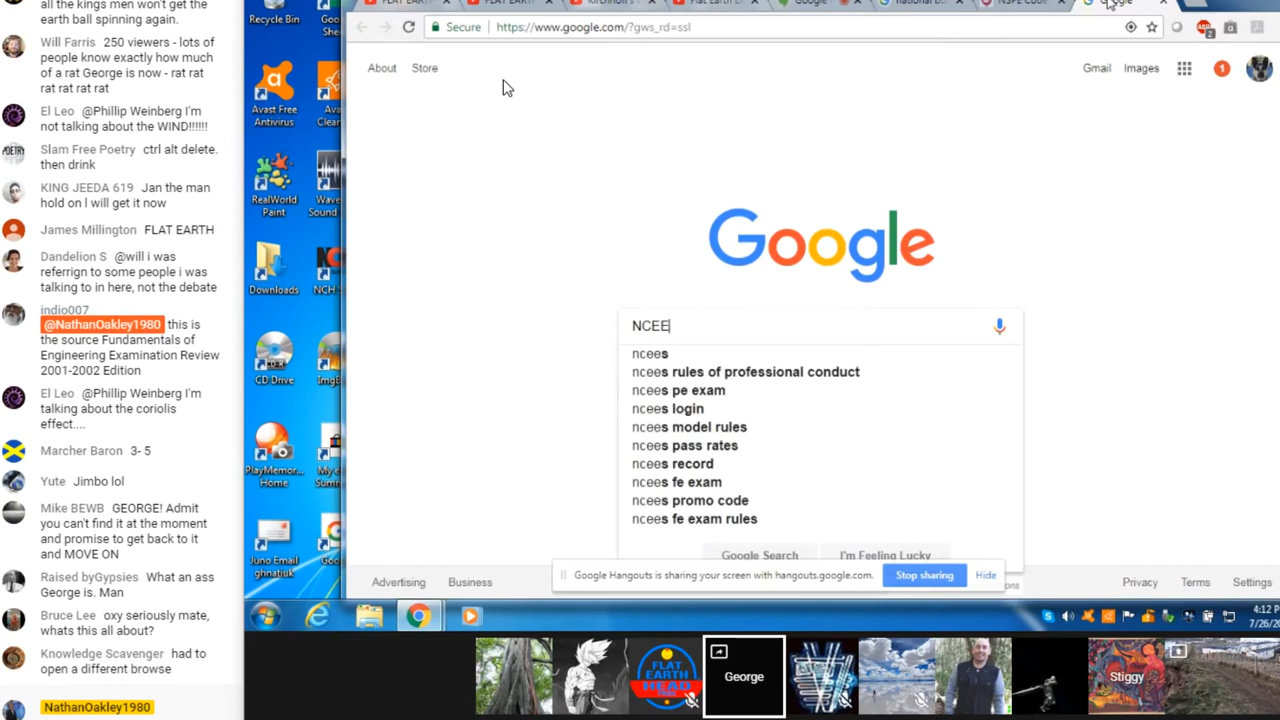 all the kings men won't get the
earth ball spinning again.
Will Farris 250 viewers - lots of
people know exactly how much
of a rat George is now - rat rat
rat rat rat rat
El Leo @Phillip Weinberg I'm
not talking about the WIND!!!!!!
Slam Free Poetry ctrl alt delete.
then drink
KING JEEDA 619 Jan the man
hold on l will get it now
James Millington FLAT EARTH
Dandelion S @will i was
referrign to some people i was
talking to in here, not the debate
indio007
@NathanOakley1980 this is
the source Fundamentals of
Engineering Examination Review
2001-2002 Edition
El Leo @Phillip Weinberg I'm
talking about the coriolis
effect....
Marcher Baron 3- 5
Yute Jimbo lol
Mike BEWB GEORGE! Admit
you can't find it at the moment
and promise to get back to it
and MOVE ON
Raised byGypsies What an ass
George is. Man
Bruce Lee oxy seriously mate,
whats this all about?
Knowledge Scavenger had to
open a different browse
NathanOakley1980
POETRY
Recycle Bin
Avast Free
Antivirus
RealWorld
Paint
Downloads
CD Drive
PlayMemor...
Home
Juno Email
ghnatiuk
Secure https://www.google.com/?gws_rd=ssl
About Store
Gmail Images 1
Google
NCEE
ncees
ncees rules of professional conduct
ncees pe exam
ncees login
ncees model rules
ncees pass rates
ncees record
ncees fe exam
ncees promo code
ncees fe exam rules
Google Search I'm Feeling Lucky
Google Hangouts is sharing your screen with hangouts.google.com. Stop sharing Hide
Advertising Business
Privacy Terms Settings
4:12 P
7/26/20
FLAT
EARTH
HEAD
George
Stiggy